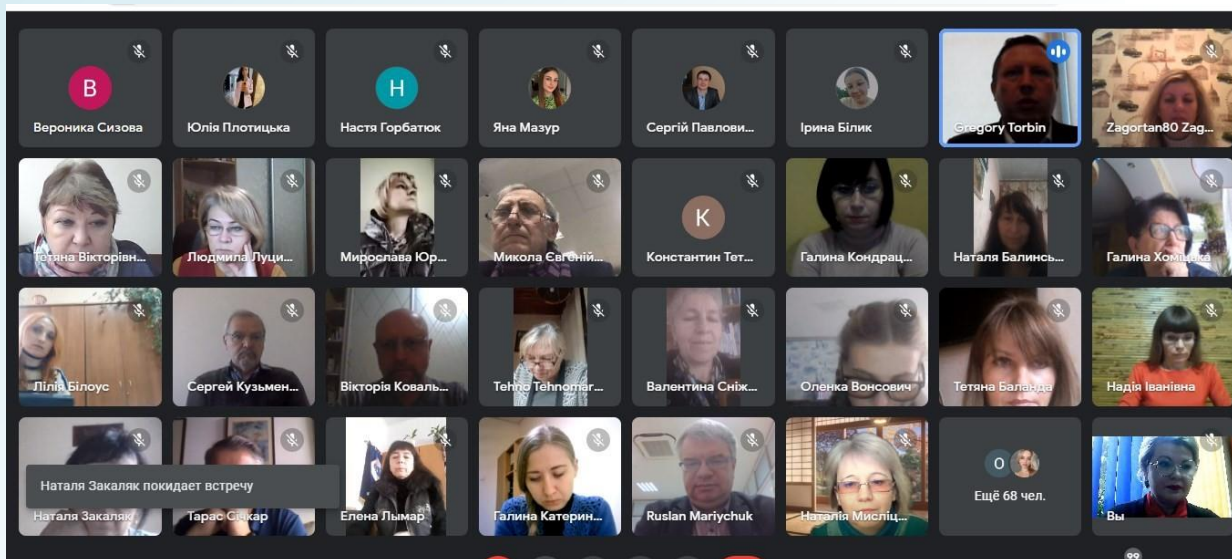 В
Вероника Сизова
Юлія Плотицька
Н
Настя Горбатюк
Яна Мазур
Сергій Павлови...
Ірина Білик
Gregory Torbin
Zagortan80 Zag...
Тетяна Вікторівн...
Людмила Луци...
Мирослава Юр...
Микола Євгеній...
К
Константин Тет...
Галина Кондрац...
Наталя Балинсь...
Галина Хоміцька
Лілія Білоус
Сергей Кузьмен...
Вікторія Коваль...
Tehno Tehnomar...
Валентина Сніж...
Оленка Вонсович
Тетяна Баланда
Надія Іванівна
Наталя Закаляк покидает встречу
Наталя Закаляк
Тарас Січкар
Елена Лымар
Галина Катерин...
Ruslan Mariychuk
Наталія Мисліц...
О
Ещё 68 чел.
Вы
99